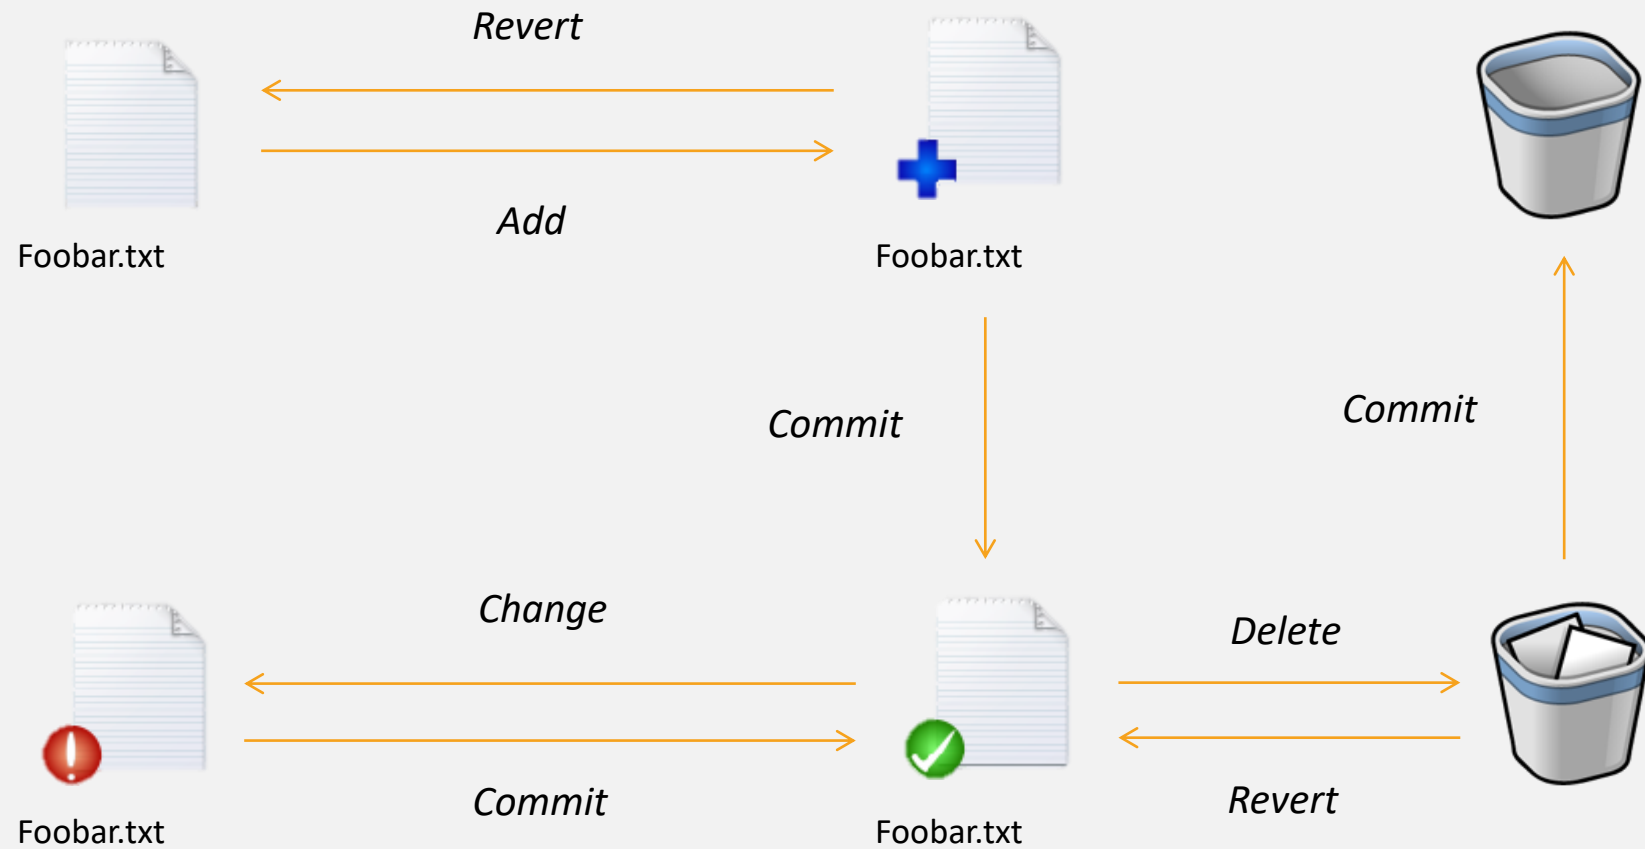 Revert
Add
Foobar.txt
Foobar.txt
Commit
Commit
Change
Delete
Commit
Revert
Foobar.txt
Foobar.txt